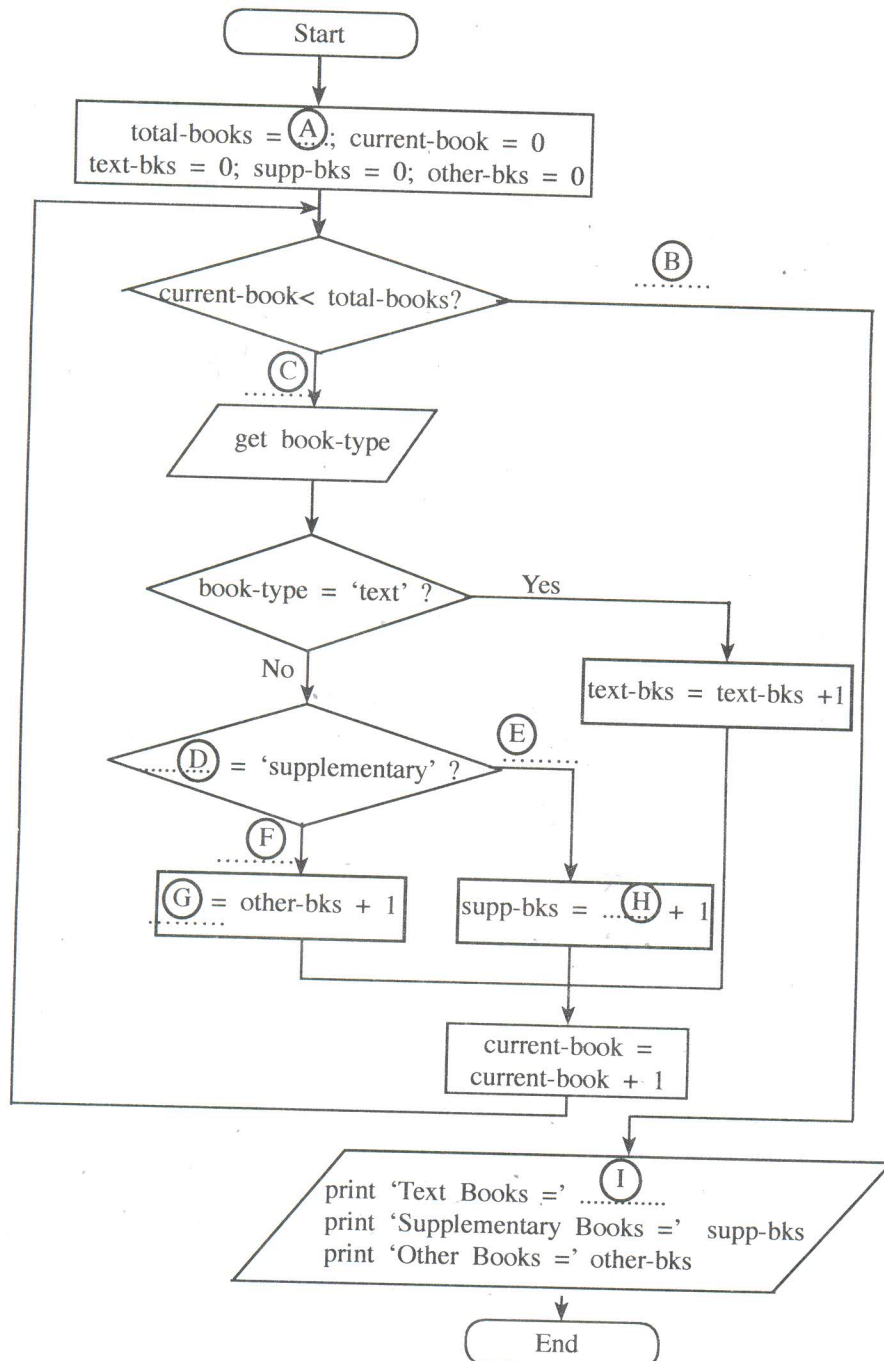 Start
total-books = A.....; current-book = 0
text-bks = 0; supp-bks = 0; other-bks = 0
current-book< total-books?
B
C
get book-type
book-type = ‘text’ ?
Yes
No
text-bks = text-bks +1
D = ‘supplementary’ ?
E
F
G = other-bks + 1
supp-bks = ...... H + 1
current-book =
current-book + 1
I
print ‘Text Books =’ ..............
print ‘Supplementary Books =’ supp-bks
print ‘Other Books =’ other-bks
End